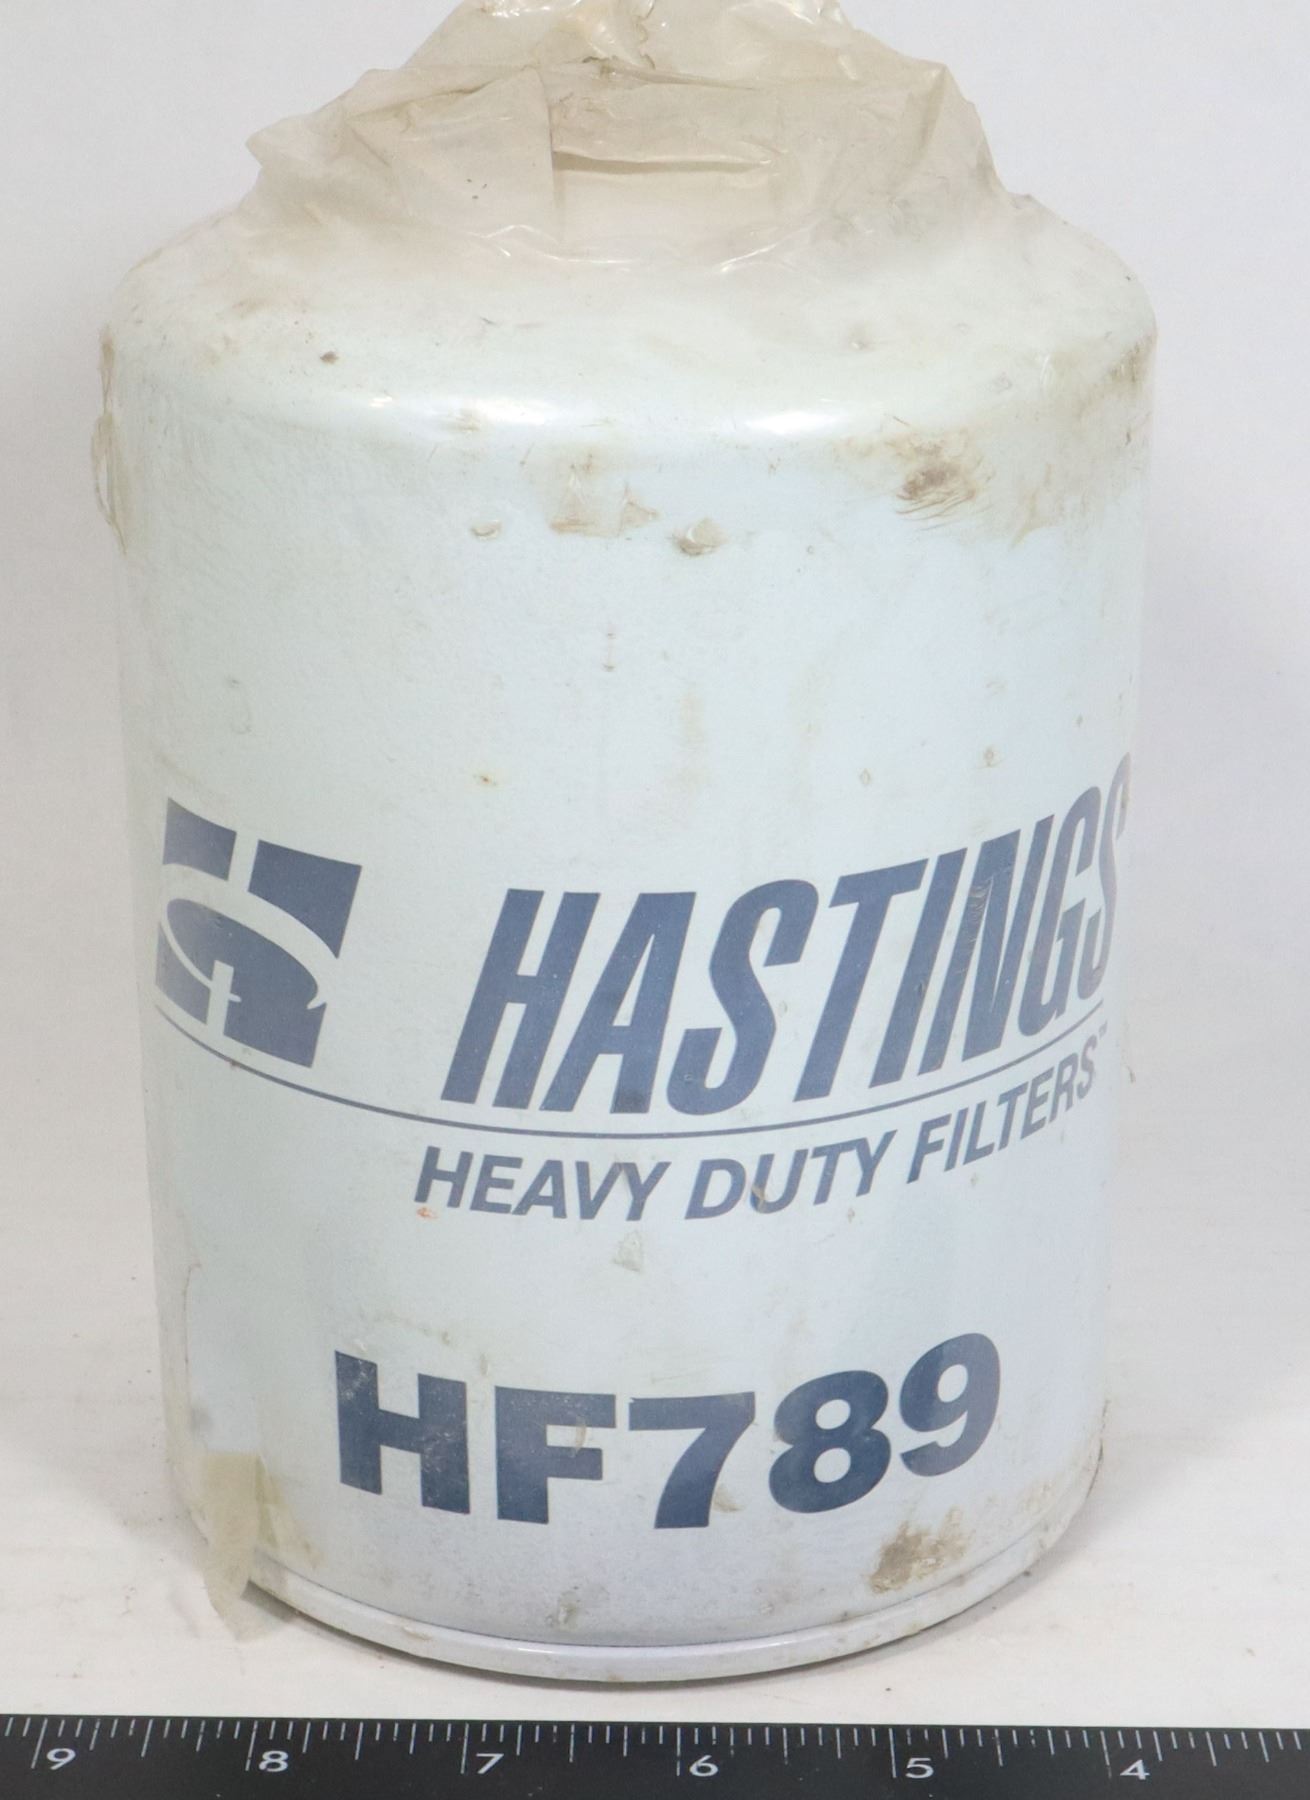 HASTINGS
HEAVY DUTY FILTERS™
HF789
9 8 7 6 5 4